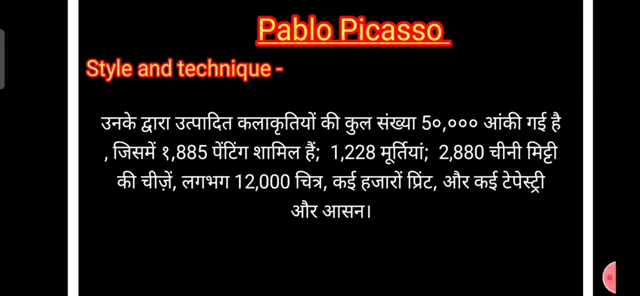 Pablo Picasso
Style and technique -
उनके द्वारा उत्पादित कलाकृतियों की कुल संख्या 5०,००० आंकी गई है
, जिसमें १,885 पेंटिंग शामिल हैं; 1,228 मूर्तियां; 2,880 चीनी मिट्टी
की चीज़ें, लगभग 12,000 चित्र, कई हजारों प्रिंट, और कई टेपेस्ट्री
और आसन।